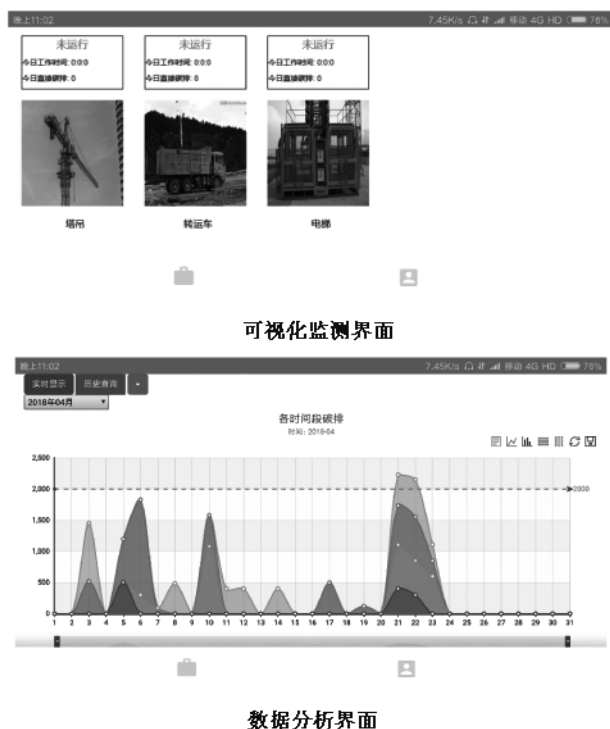 晚上11:02 7.45K/s 移动 4G HD 78%
未运行 未运行 未运行
今日工作时间: 0:0:0 今日工作时间: 0:0:0 今日工作时间: 0:0:0
今日直接碳排: 0 今日直接碳排: 0 今日直接碳排: 0
塔吊 转运车 电梯
可视化监测界面
晚上11:02 7.45K/s 移动 4G HD 78%
实时显示 历史查询
2018年04月
各时间段碳排
时间: 2018-04
2,500
2,000 2000
1,500
1,000
500
0
1 2 3 4 5 6 7 8 9 10 11 12 13 14 15 16 17 18 19 20 21 22 23 24 25 26 27 28 29 30 31
数据分析界面